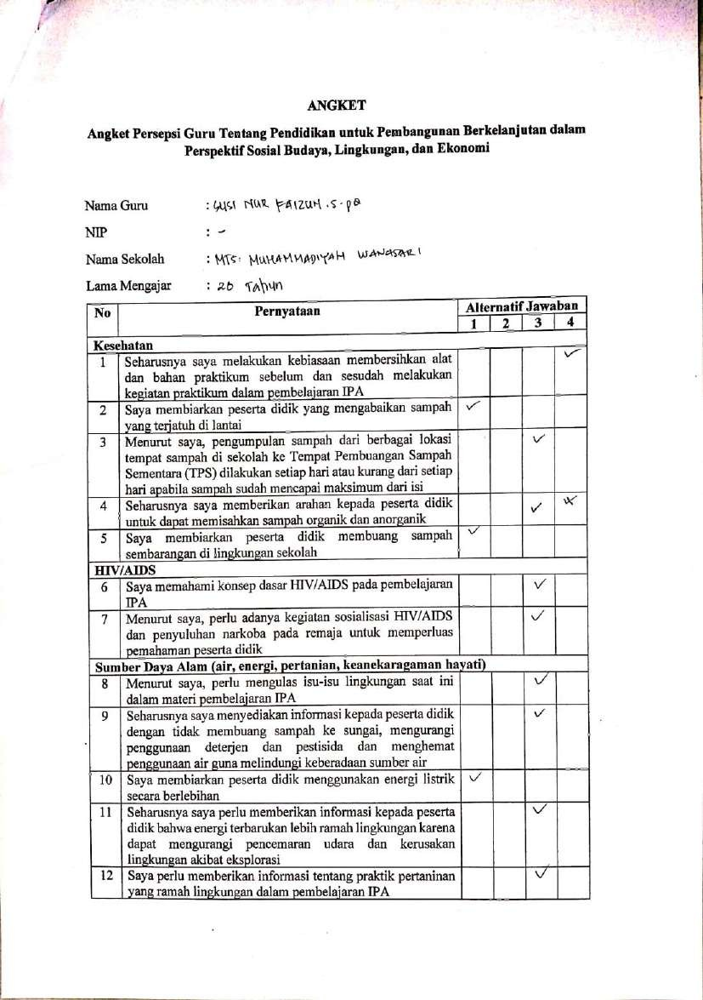 ANGKET
Angket Persepsi Guru Tentang Pendidikan untuk Pembangunan Berkelanjutan dalam
Perspektif Sosial Budaya, Lingkungan, dan Ekonomi
Nama Guru : NUR FAIZUH
NIP : -
Nama Sekolah : MTS. MUHAMMADIYAH WANASARI
Lama Mengajar : 20 Tahun
No Pernyataan Alternatif Jawaban
1 2 3 4
Kesehatan
1 Seharusnya saya melakukan kebiasaan membersihkan alat ✓
dan bahan praktikum sebelum dan sesudah melakukan
kegiatan praktikum dalam pembelajaran IPA
2 Saya membiarkan peserta didik yang mengabaikan sampah ✓
yang terjatuh di lantai
3 Menurut saya, pengumpulan sampah dari berbagai lokasi ✓
tempat sampah di sekolah ke Tempat Pembuangan Sampah
Sementara (TPS) dilakukan setiap hari atau kurang dari setiap
hari apabila sampah sudah mencapai maksimum dari isi
4 Seharusnya saya memberikan arahan kepada peserta didik ✓
untuk dapat memisahkan sampah organik dan anorganik
5 Saya membiarkan peserta didik membuang sampah ✓
sembarangan di lingkungan sekolah
HIV/AIDS
6 Saya memahami konsep dasar HIV/AIDS pada pembelajaran ✓
IPA
7 Menurut saya, perlu adanya kegiatan sosialisasi HIV/AIDS ✓
dan penyuluhan narkoba pada remaja untuk memperluas
pemahaman peserta didik
Sumber Daya Alam (air, energi, pertanian, keanekaragaman hayati)
8 Menurut saya, perlu mengulas isu-isu lingkungan saat ini ✓
dalam materi pembelajaran IPA
9 Seharusnya saya menyediakan informasi kepada peserta didik ✓
dengan tidak membuang sampah ke sungai, mengurangi
penggunaan deterjen dan pestisida dan menghemat
penggunaan air guna melindungi keberadaan sumber air
10 Saya membiarkan peserta didik menggunakan energi listrik ✓
secara berlebihan
11 Seharusnya saya perlu memberikan informasi kepada peserta ✓
didik bahwa energi terbarukan lebih ramah lingkungan karena
dapat mengurangi pencemaran udara dan kerusakan
lingkungan akibat eksplorasi
12 Saya perlu memberikan informasi tentang praktik pertaninan ✓
yang ramah lingkungan dalam pembelajaran IPA